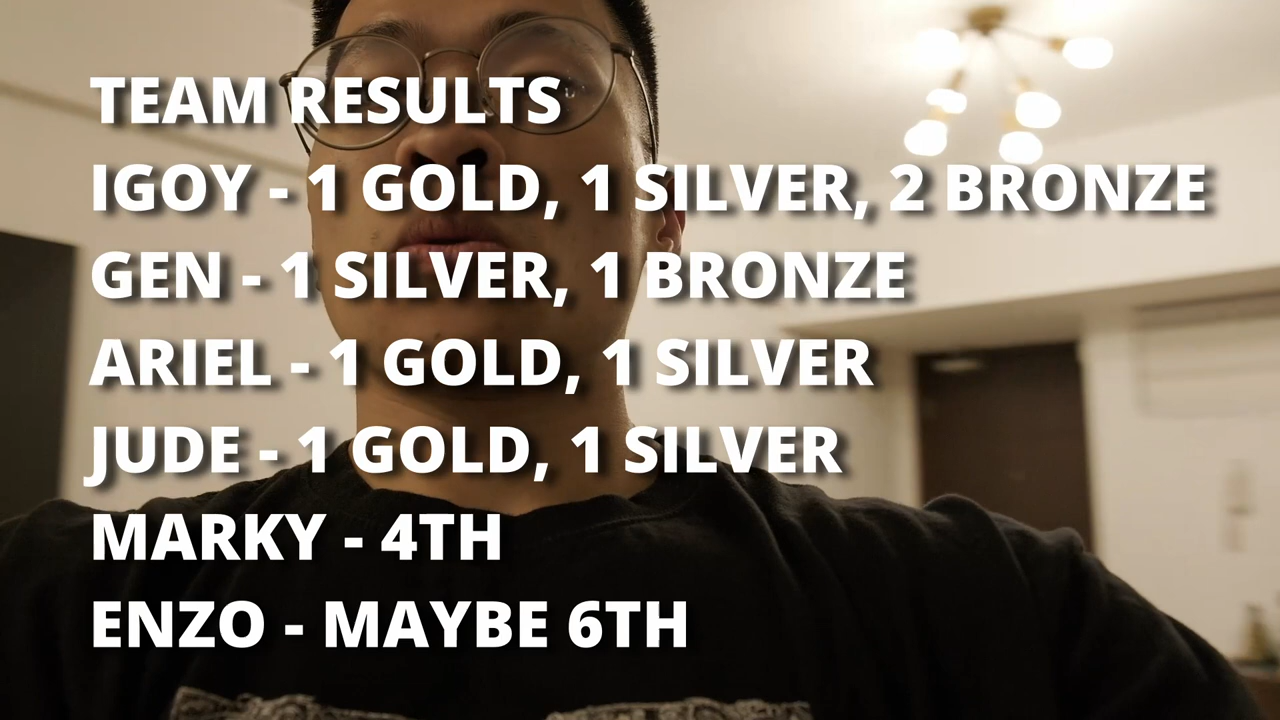 TEAM RESULTS
IGOY - 1 GOLD, 1 SILVER, 2 BRONZE
GEN - 1 SILVER, 1 BRONZE
ARIEL - 1 GOLD, 1 SILVER
JUDE - 1 GOLD, 1 SILVER
MARKY - 4TH
ENZO - MAYBE 6TH